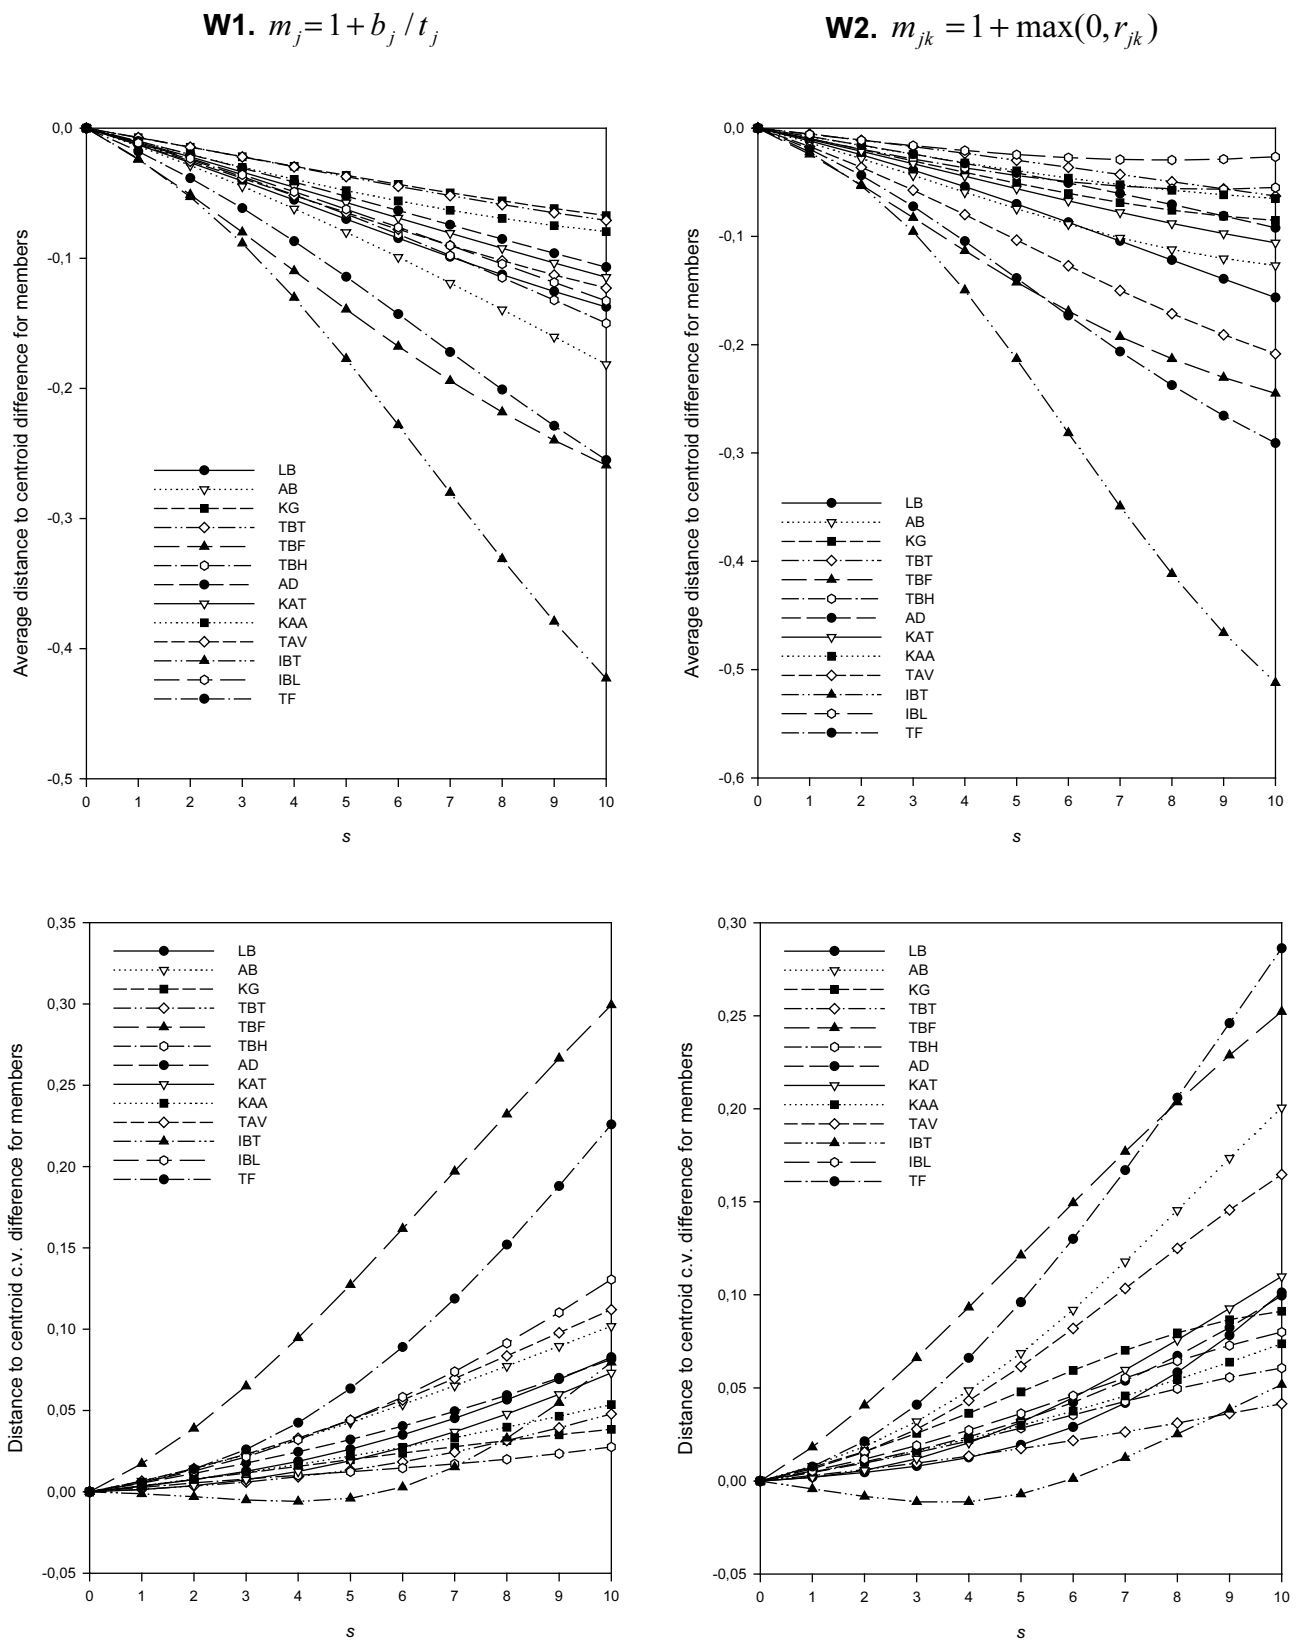 W1. m_j = 1 + b_j / t_j
W2. m_jk = 1 + max(0, r_jk)
Average distance to centroid difference for members
0,0
-0,1
-0,2
-0,3
-0,4
-0,5
LB
AB
KG
TBT
TBF
TBH
AD
KAT
KAA
TAV
IBT
IBL
TF
0 1 2 3 4 5 6 7 8 9 10
s
Average distance to centroid difference for members
0,0
-0,1
-0,2
-0,3
-0,4
-0,5
-0,6
LB
AB
KG
TBT
TBF
TBH
AD
KAT
KAA
TAV
IBT
IBL
TF
0 1 2 3 4 5 6 7 8 9 10
s
Distance to centroid c.v. difference for members
0,35
0,30
0,25
0,20
0,15
0,10
0,05
0,00
-0,05
LB
AB
KG
TBT
TBF
TBH
AD
KAT
KAA
TAV
IBT
IBL
TF
0 1 2 3 4 5 6 7 8 9 10
s
Distance to centroid c.v. difference for members
0,30
0,25
0,20
0,15
0,10
0,05
0,00
-0,05
LB
AB
KG
TBT
TBF
TBH
AD
KAT
KAA
TAV
IBT
IBL
TF
0 1 2 3 4 5 6 7 8 9 10
s